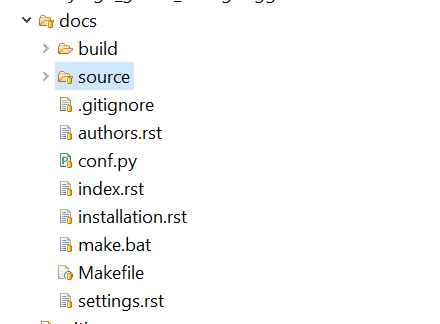 docs
build
source
.gitignore
authors.rst
conf.py
index.rst
installation.rst
make.bat
Makefile
settings.rst